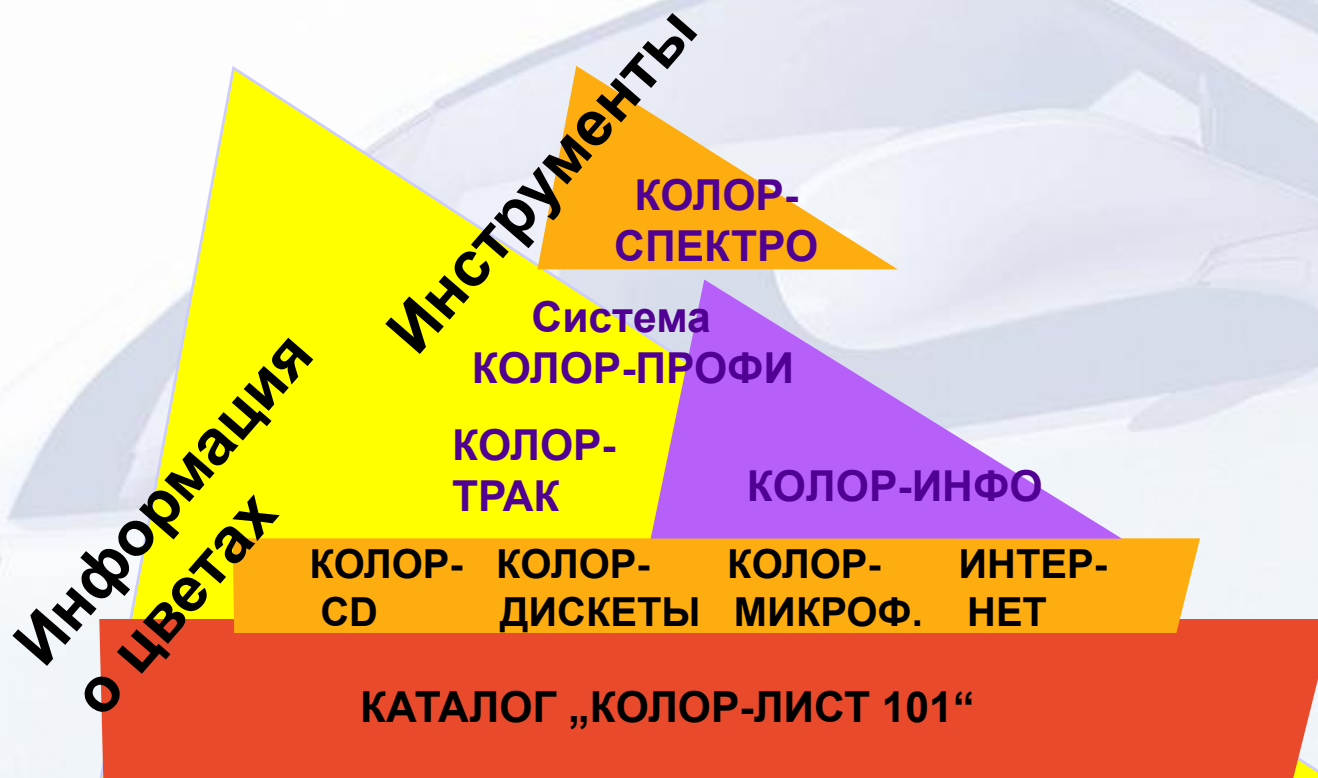 Инструменты
КОЛОР-
СПЕКТРО
Система
КОЛОР-ПРОФИ
КОЛОР-
ТРАК
КОЛОР-ИНФО
Информация
о цветах
КОЛОР- КОЛОР- КОЛОР- ИНТЕР-
CD ДИСКЕТЫ МИКРОФ. НЕТ
КАТАЛОГ „КОЛОР-ЛИСТ 101“